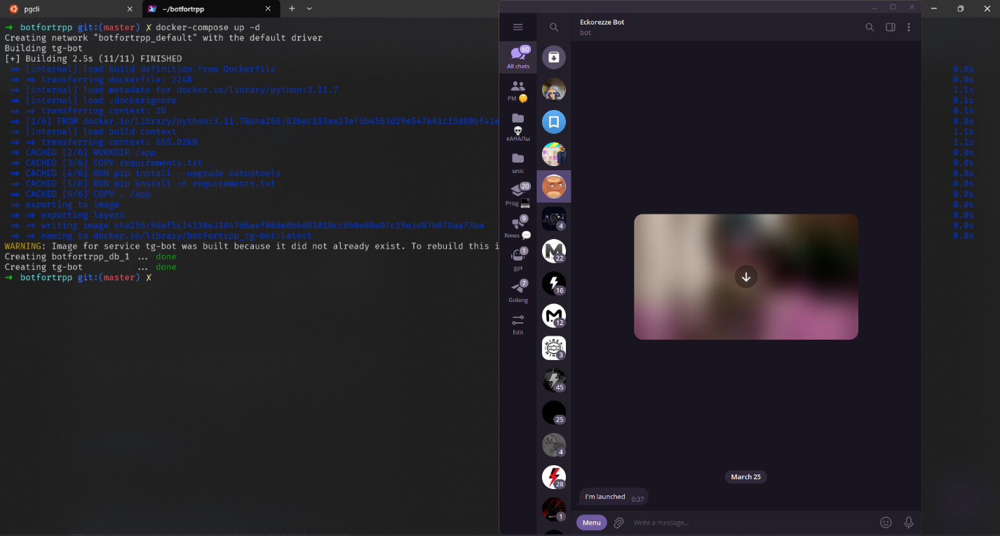 pgcli
~/botfortrpp
→ botfortrpp git:(master) ✗ docker-compose up -d
Creating network "botfortrpp_default" with the default driver
Building tg-bot
[+] Building 2.5s (11/11) FINISHED
⇒ [internal] load build definition from Dockerfile 0.0s
⇒ ⇒ transferring dockerfile: 224B 0.0s
⇒ [internal] load metadata for docker.io/library/python:3.11.7 1.1s
⇒ [internal] load .dockerignore 0.1s
⇒ ⇒ transferring context: 2B 0.1s
⇒ [1/6] FROM docker.io/library/python:3.11.7@sha256:63bec515ae23ef6b4563d29e547e81c15d80bf41e 0.0s
⇒ [internal] load build context 1.1s
⇒ ⇒ transferring context: 655.02kB 1.1s
⇒ CACHED [2/6] WORKDIR /app 0.0s
⇒ CACHED [3/6] COPY requirements.txt . 0.0s
⇒ CACHED [4/6] RUN pip install --upgrade setuptools 0.0s
⇒ CACHED [5/6] RUN pip install -r requirements.txt 0.0s
⇒ CACHED [6/6] COPY . /app 0.0s
⇒ exporting to image 0.0s
⇒ ⇒ exporting layers 0.0s
⇒ ⇒ writing image sha256:9daf5c14138e31847d6aef08de8b6d01018cc860e88e07c19e3d87b078aa73ba 0.0s
⇒ ⇒ naming to docker.io/library/botfortrpp_tg-bot:latest 0.0s
WARNING: Image for service tg-bot was built because it did not already exist. To rebuild this i
Creating botfortrpp_db_1 ... done
Creating tg-bot ... done
→ botfortrpp git:(master) ✗
60
All chats
PM
кАНАЛы
unic
20
Prog
9
News
1
gpt
7
Golang
Edit
4
22
16
12
3
45
25
4
28
1
Eckorezze Bot
bot
March 25
I'm launched 0:37
Menu
Write a message...